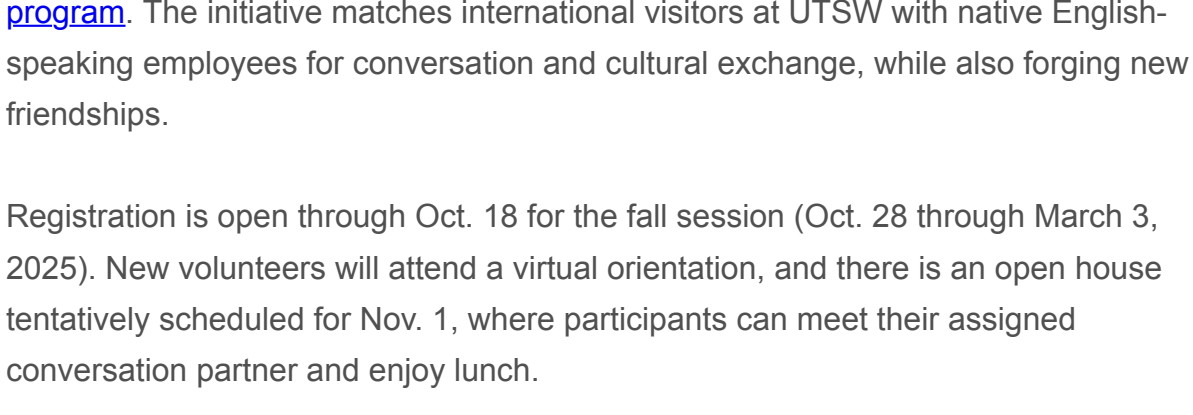 program. The initiative matches international visitors at UTSW with native English-
speaking employees for conversation and cultural exchange, while also forging new
friendships.
Registration is open through Oct. 18 for the fall session (Oct. 28 through March 3,
2025). New volunteers will attend a virtual orientation, and there is an open house
tentatively scheduled for Nov. 1, where participants can meet their assigned
conversation partner and enjoy lunch.